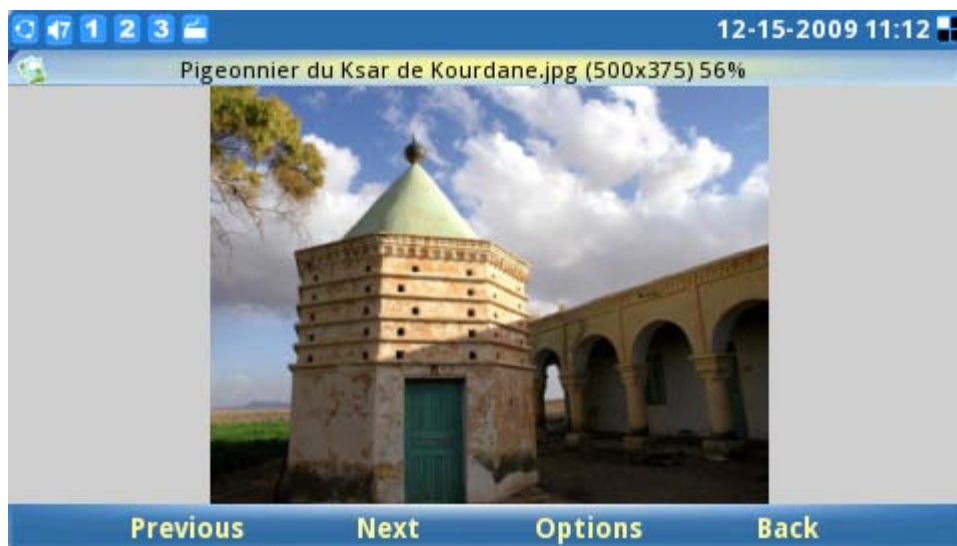 7 1 2 3 12-15-2009 11:12
Pigeonnier du Ksar de Kourdane.jpg (500x375) 56%
Previous Next Options Back